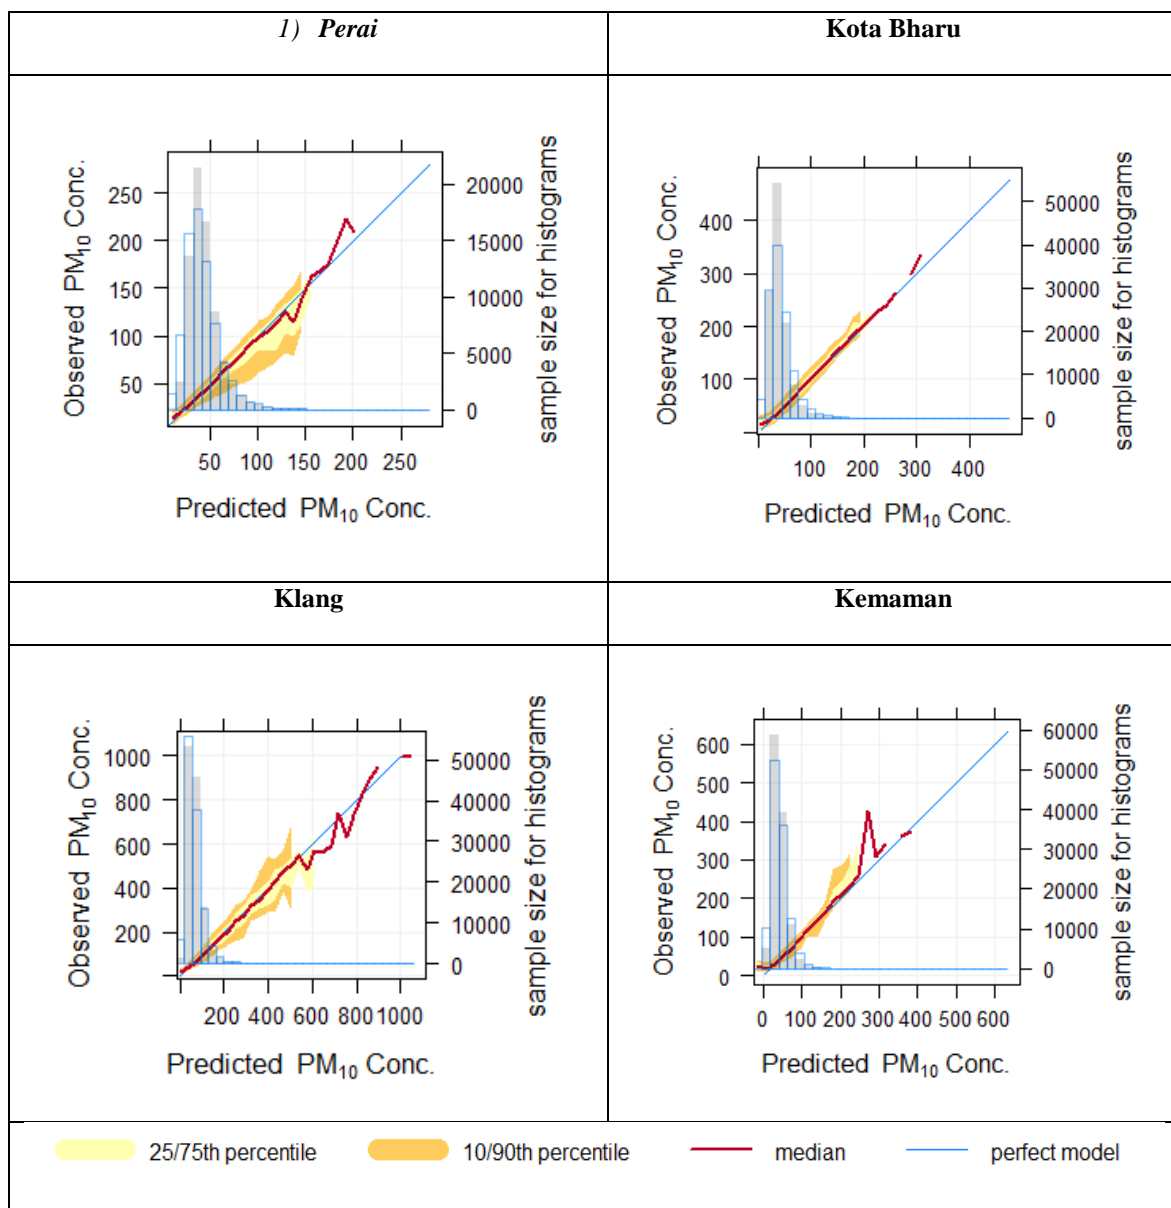 1) Perai
Kota Bharu
Observed PM10 Conc.
250
200
150
100
50
20000
15000
10000
5000
0
sample size for histograms
50 100 150 200 250
Predicted PM10 Conc.
Observed PM10 Conc.
400
300
200
100
50000
40000
30000
20000
10000
0
sample size for histograms
100 200 300 400
Predicted PM10 Conc.
Klang
Kemaman
Observed PM10 Conc.
1000
800
600
400
200
50000
40000
30000
20000
10000
0
sample size for histograms
200 400 600 800 1000
Predicted PM10 Conc.
Observed PM10 Conc.
600
500
400
300
200
100
0
60000
50000
40000
30000
20000
10000
0
sample size for histograms
0 100 200 300 400 500 600
Predicted PM10 Conc.
25/75th percentile 10/90th percentile median perfect model